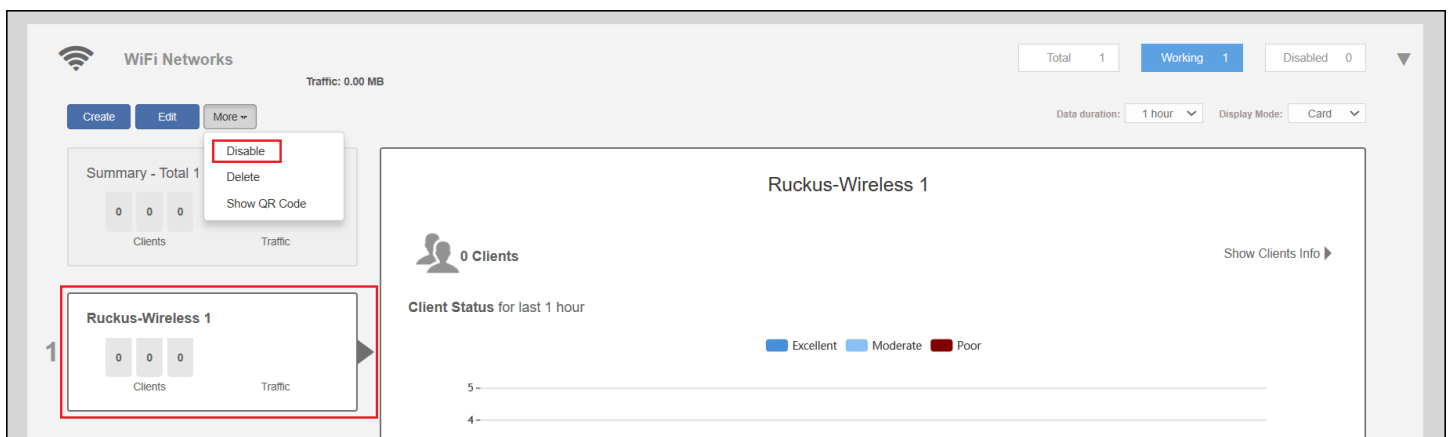 WiFi Networks
Total 1
Working 1
Disabled 0
Traffic: 0.00 MB
Create
Edit
More
Data duration:
1 hour
Display Mode:
Card
Disable
Delete
Show QR Code
Summary - Total 1
0 0 0
Clients
Traffic
1
Ruckus-Wireless 1
0 0 0
Clients
Traffic
Ruckus-Wireless 1
0 Clients
Show Clients Info
Client Status for last 1 hour
Excellent
Moderate
Poor
5
4